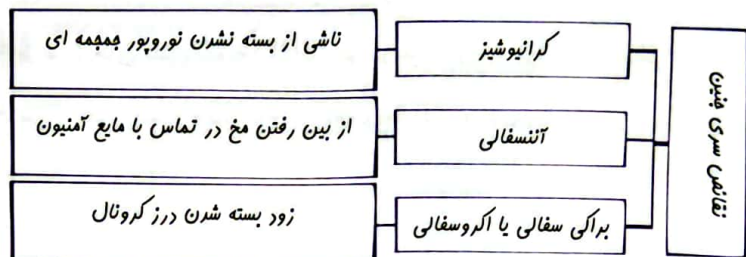 نقائص سری جنین
کرانیوشیز
ناشی از بسته نشدن نوروپور جمجمه ای
آننسفالی
از بین رفتن مخ در تماس با مایع آمنیون
براکی سفالی یا اکروسفالی
زود بسته شدن درز کرونال